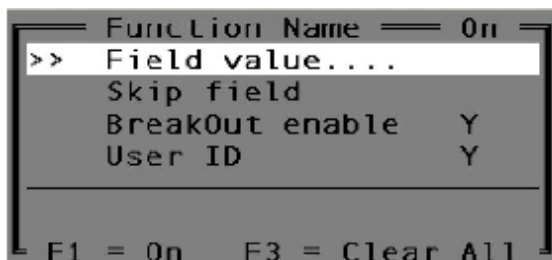 Function Name On
>> Field value....
Skip field
BreakOut enable Y
User ID Y
F1 = On F3 = Clear All